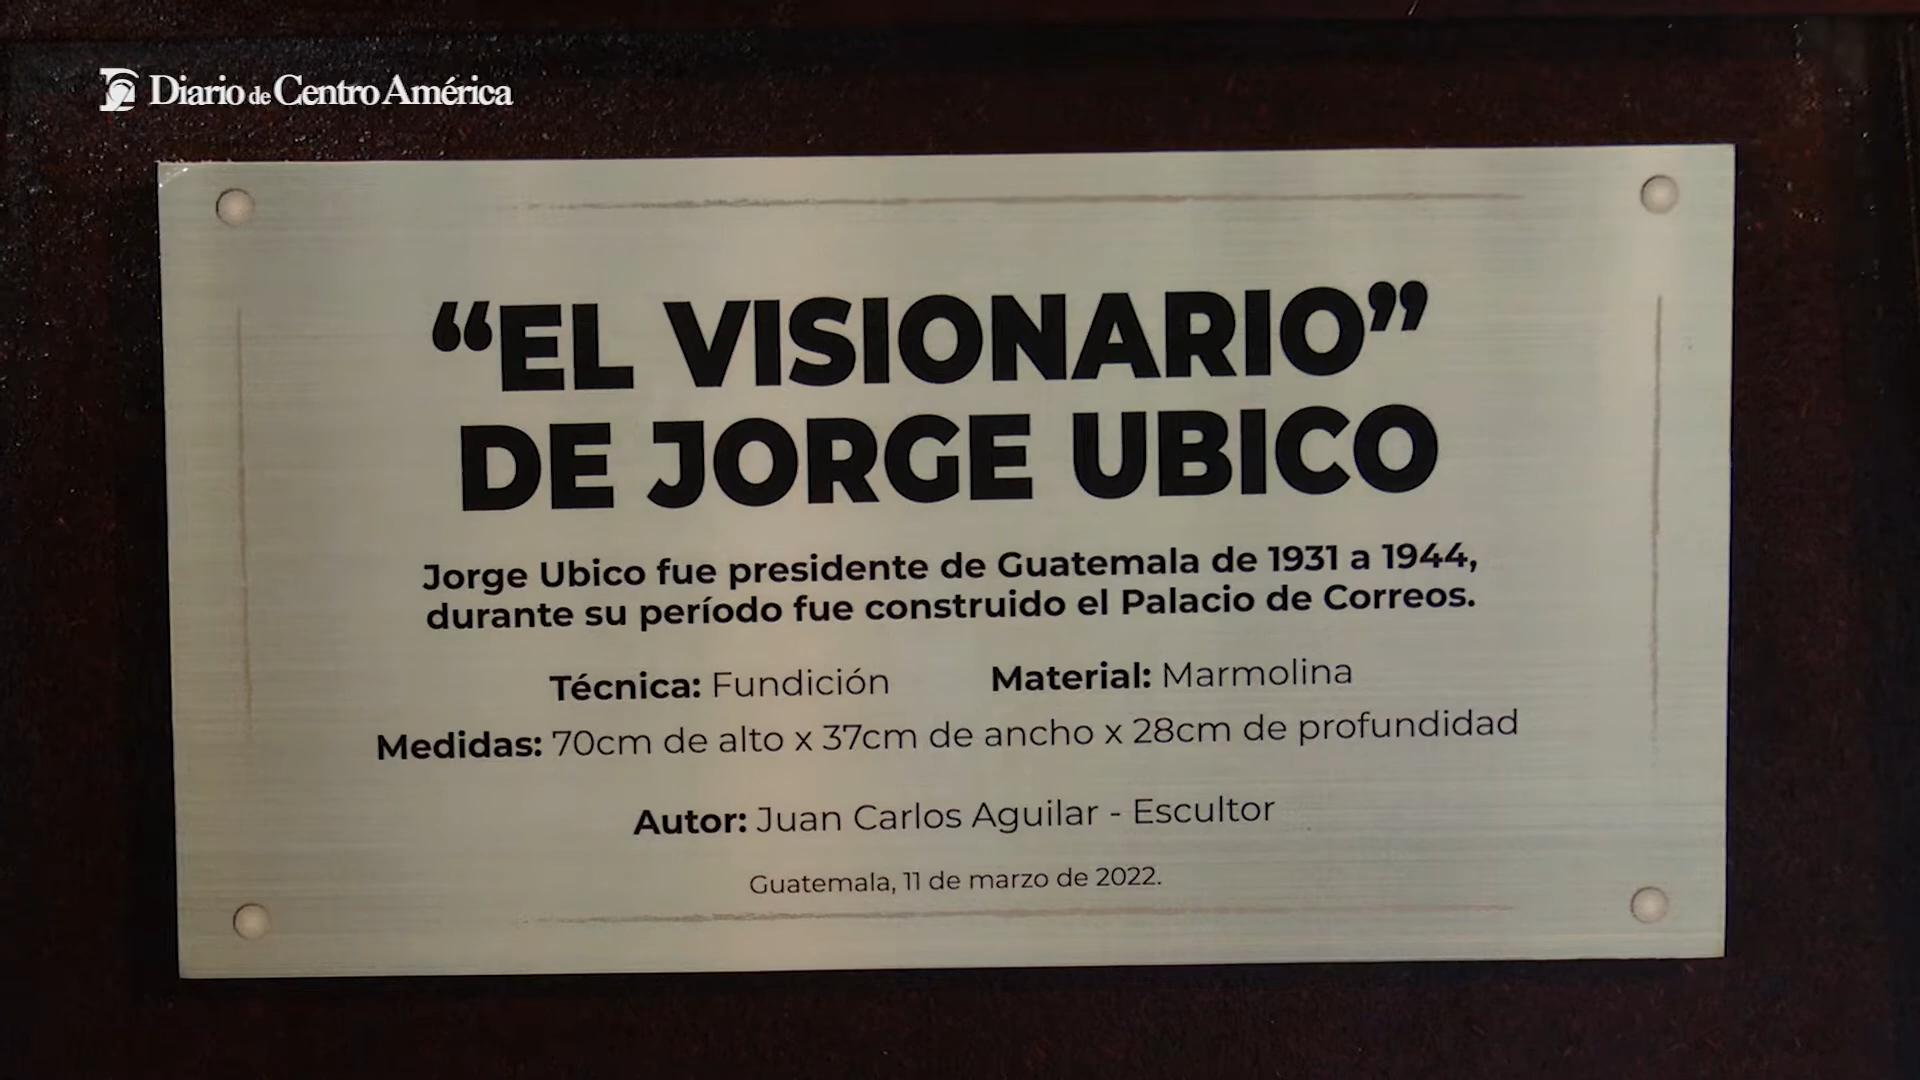 Diario de Centro América
“EL VISIONARIO”
DE JORGE UBICO
Jorge Ubico fue presidente de Guatemala de 1931 a 1944,
durante su período fue construido el Palacio de Correos.
Técnica: Fundición Material: Marmolina
Medidas: 70cm de alto x 37cm de ancho x 28cm de profundidad
Autor: Juan Carlos Aguilar - Escultor
Guatemala, 11 de marzo de 2022.